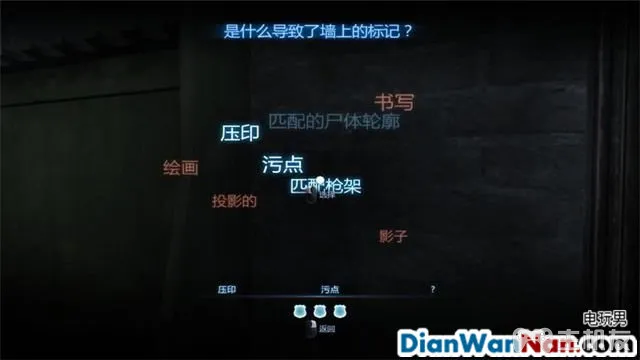 是什么导致了墙上的标记？
书写
匹配的尸体轮廓
压印
绘画
污点
匹配枪架
选择
投影的
影子
压印 污点 ?
返回
电玩男
DianWanNan.com